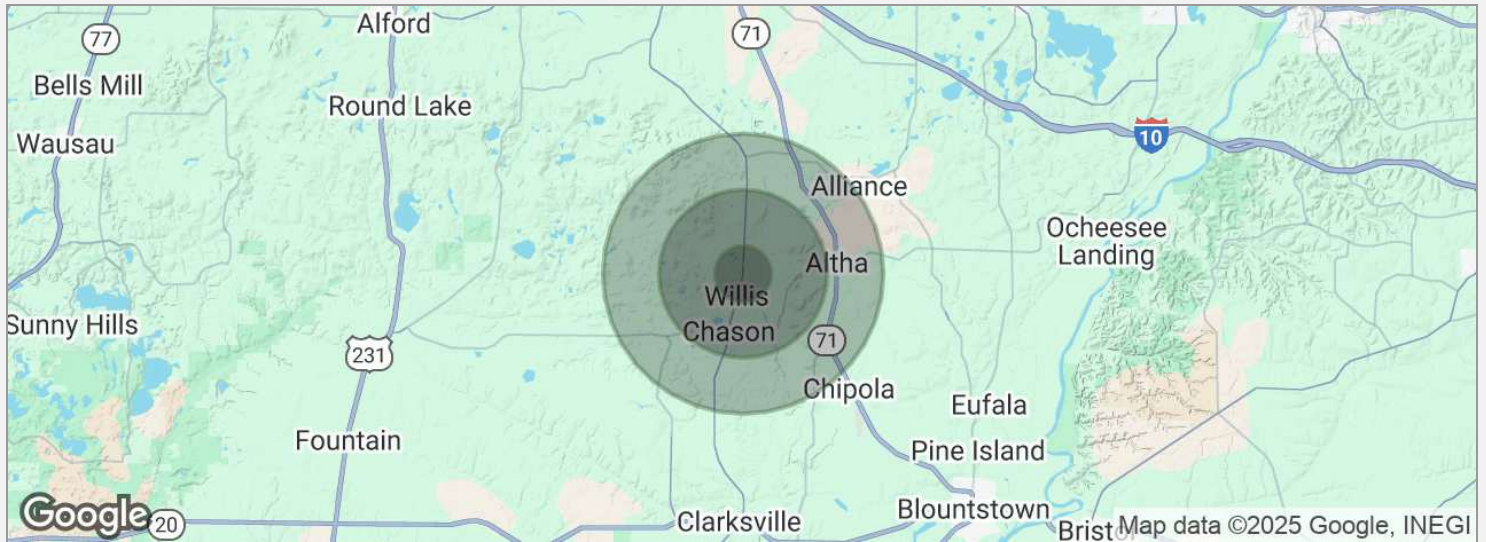 Alford
71
77
Bells Mill
Round Lake
Wausau
10
Alliance
Ocheesee
Landing
Altha
Willis
Chason
Sunny Hills
71
231
Chipola
Eufala
Fountain
Pine Island
Blountstown
Google
20
Clarksville
Bristol
Map data ©2025 Google, INEGI